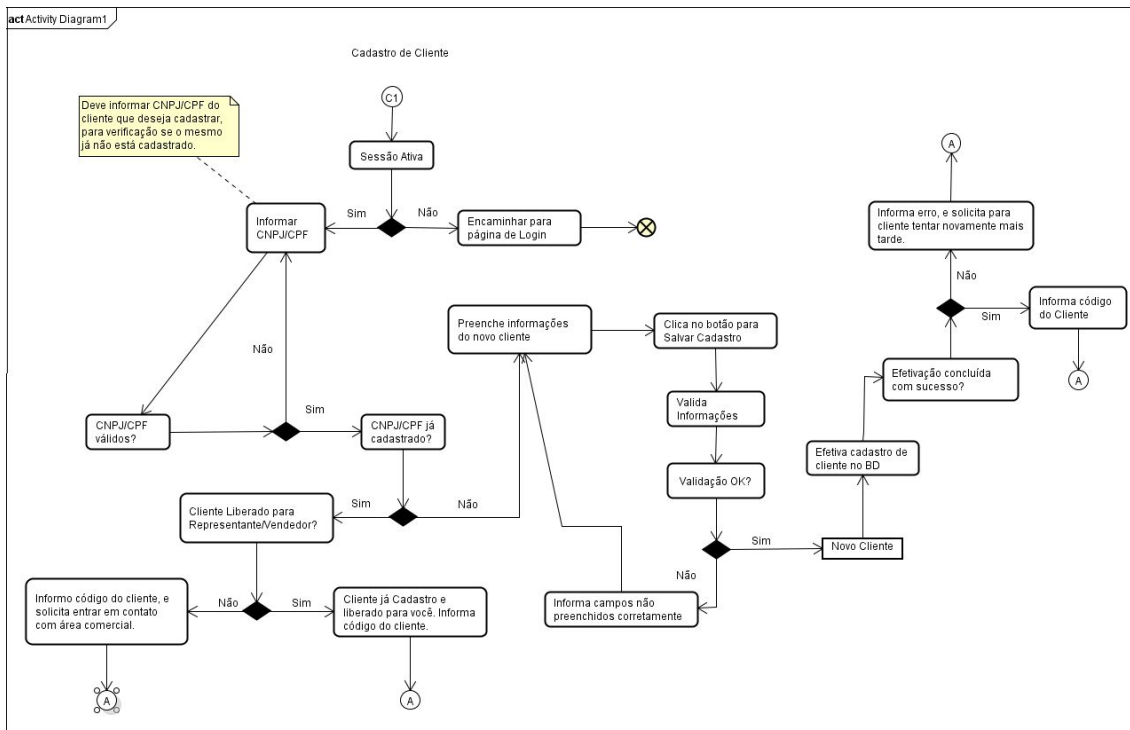 act Activity Diagram1
Cadastro de Cliente
C1
Deve informar CNPJ/CPF do
cliente que deseja cadastrar,
para verificação se o mesmo
já não está cadastrado.
Sessão Ativa
Sim
Não
Informar
CNPJ/CPF
Encaminhar para
página de Login
Não
CNPJ/CPF
válidos?
Sim
CNPJ/CPF já
cadastrado?
Sim
Não
Cliente Liberado para
Representante/Vendedor?
Não
Sim
Informo código do cliente, e
solicita entrar em contato
com área comercial.
Cliente já Cadastro e
liberado para você. Informa
código do cliente.
A
A
Preenche informações
do novo cliente
Clica no botão para
Salvar Cadastro
Valida
Informações
Validação OK?
Sim
Não
Informa campos não
preenchidos corretamente
Novo Cliente
Efetiva cadastro de
cliente no BD
Efetivação concluída
com sucesso?
Não
Sim
Informa código
do Cliente
A
Informa erro, e solicita para
cliente tentar novamente mais
tarde.
A